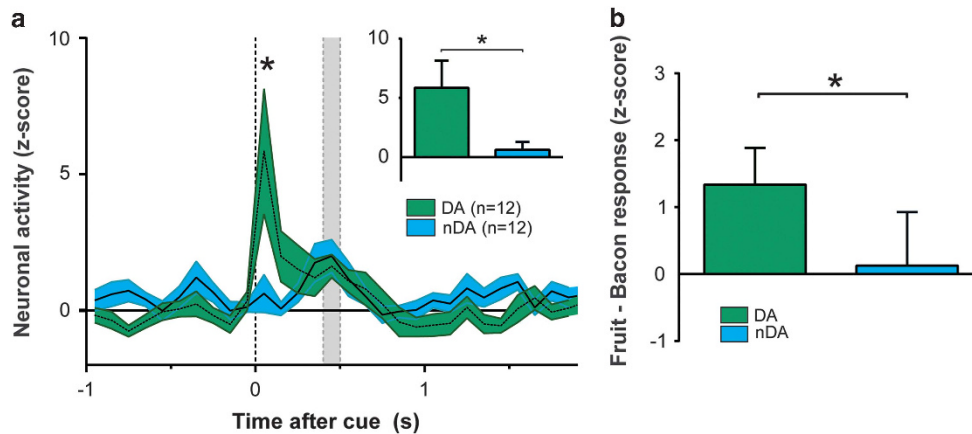 a
Neuronal activity (z-score)
10
5
0
-1
0
1
Time after cue (s)
*
10
5
0
*
DA (n=12)
nDA (n=12)
b
Fruit - Bacon response (z-score)
3
2
1
0
-1
*
DA
nDA